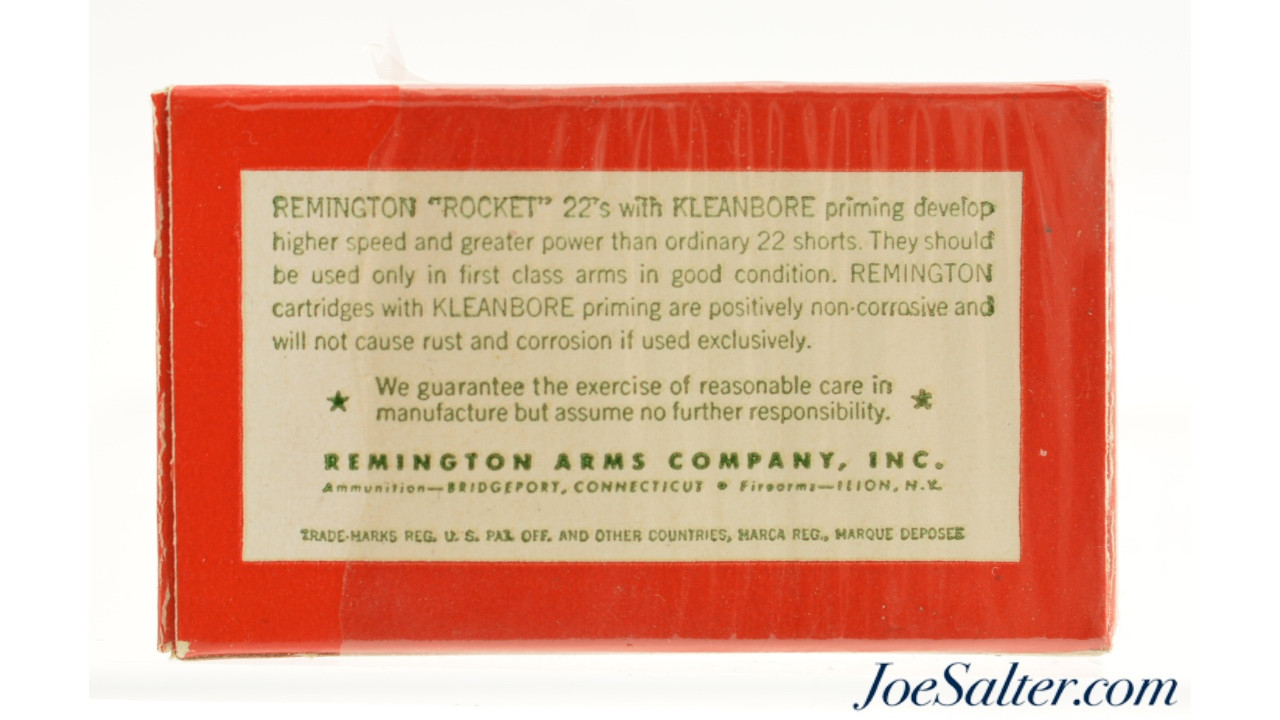 REMINGTON "ROCKET" 22's with KLEANBORE priming develop
higher speed and greater power than ordinary 22 shorts. They should
be used only in first class arms in good condition. REMINGTON
cartridges with KLEANBORE priming are positively non-corrosive and
will not cause rust and corrosion if used exclusively.
★ We guarantee the exercise of reasonable care in ★
manufacture but assume no further responsibility.
REMINGTON ARMS COMPANY, INC.
Ammunition—BRIDGEPORT, CONNECTICUT • Firearms—ILION, N.Y.
TRADE-MARKS REG. U. S. PAT. OFF. AND OTHER COUNTRIES, MARCA REG., MARQUE DEPOSEE
JoeSalter.com